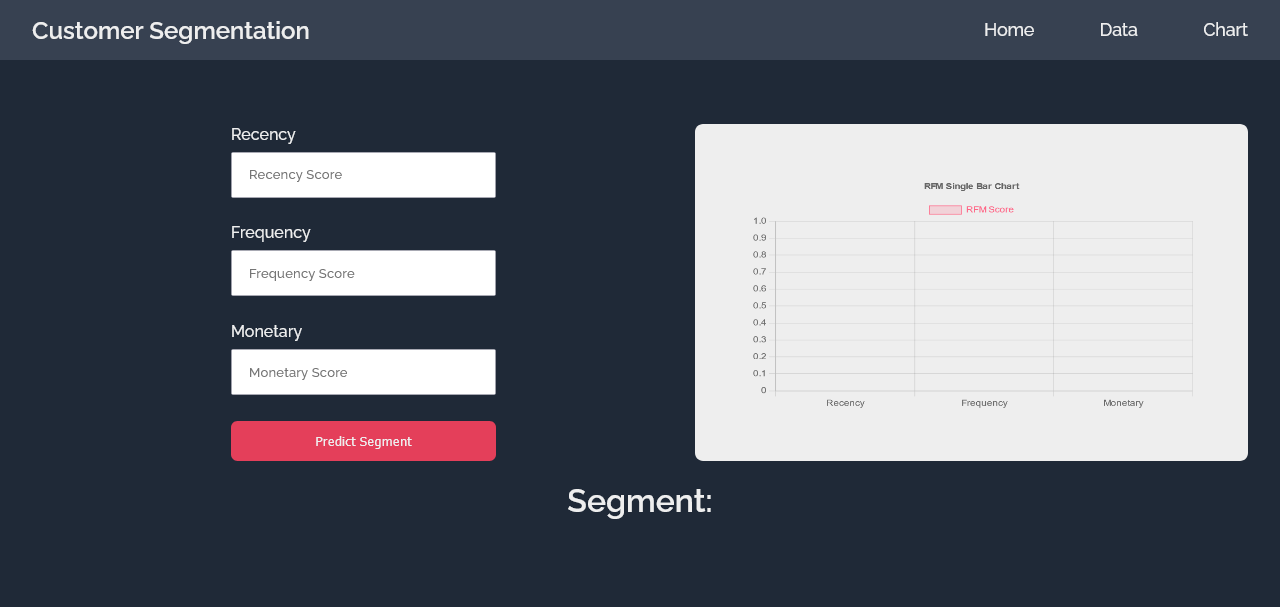 Customer Segmentation
Home
Data
Chart
Recency
Recency Score
Frequency
Frequency Score
Monetary
Monetary Score
Predict Segment
RFM Single Bar Chart
RFM Score
1.0
0.9
0.8
0.7
0.6
0.5
0.4
0.3
0.2
0.1
0
Recency
Frequency
Monetary
Segment: